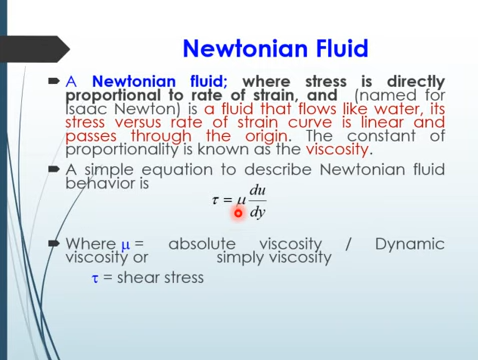 Newtonian Fluid
A Newtonian fluid; where stress is directly
proportional to rate of strain, and (named for
Isaac Newton) is a fluid that flows like water, its
stress versus rate of strain curve is linear and
passes through the origin. The constant of
proportionality is known as the viscosity.
A simple equation to describe Newtonian fluid
behavior is
τ = μ du/dy
Where μ = absolute viscosity / Dynamic
viscosity or simply viscosity
τ = shear stress